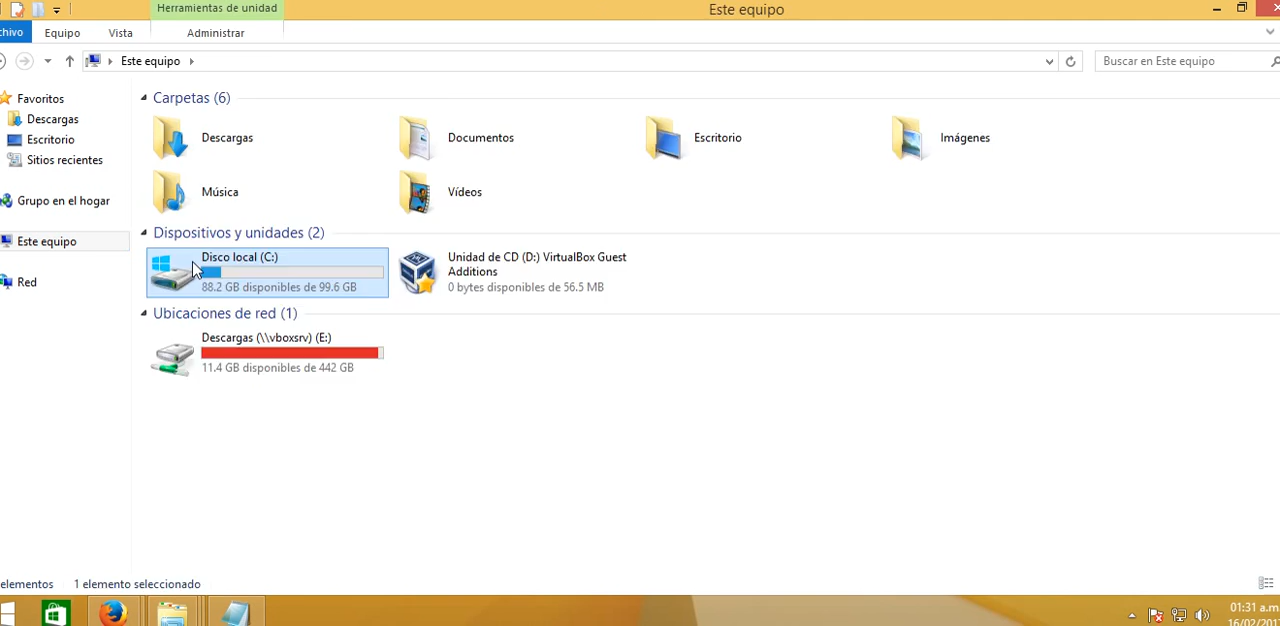 Herramientas de unidad
Este equipo
chivo Equipo Vista Administrar
Este equipo
Buscar en Este equipo
Favoritos
Descargas
Escritorio
Sitios recientes
Grupo en el hogar
Este equipo
Red
Carpetas (6)
Descargas
Documentos
Escritorio
Imágenes
Música
Vídeos
Dispositivos y unidades (2)
Disco local (C:)
88.2 GB disponibles de 99.6 GB
Unidad de CD (D:) VirtualBox Guest
Additions
0 bytes disponibles de 56.5 MB
Ubicaciones de red (1)
Descargas (\\vboxsrv) (E:)
11.4 GB disponibles de 442 GB
elementos 1 elemento seleccionado
01:31 a.m
16/02/201